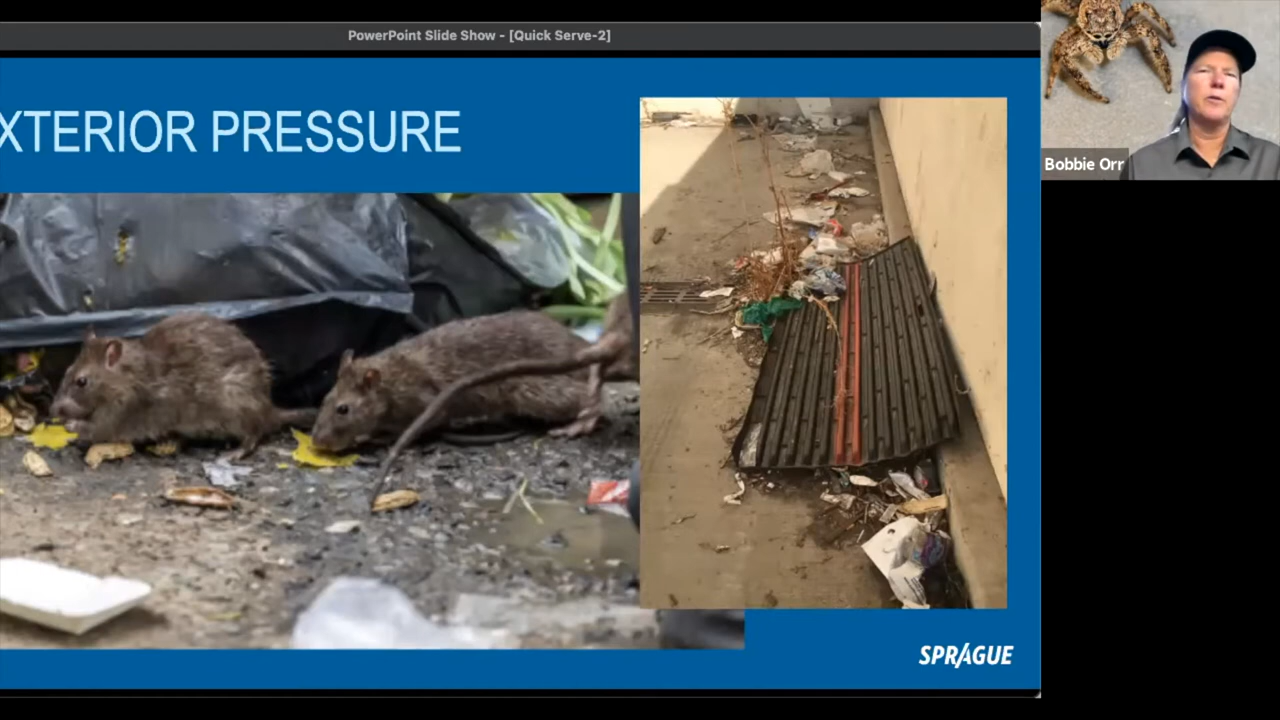 PowerPoint Slide Show - [Quick Serve-2]
XTERIOR PRESSURE
Bobbie Orr
SPRAGUE